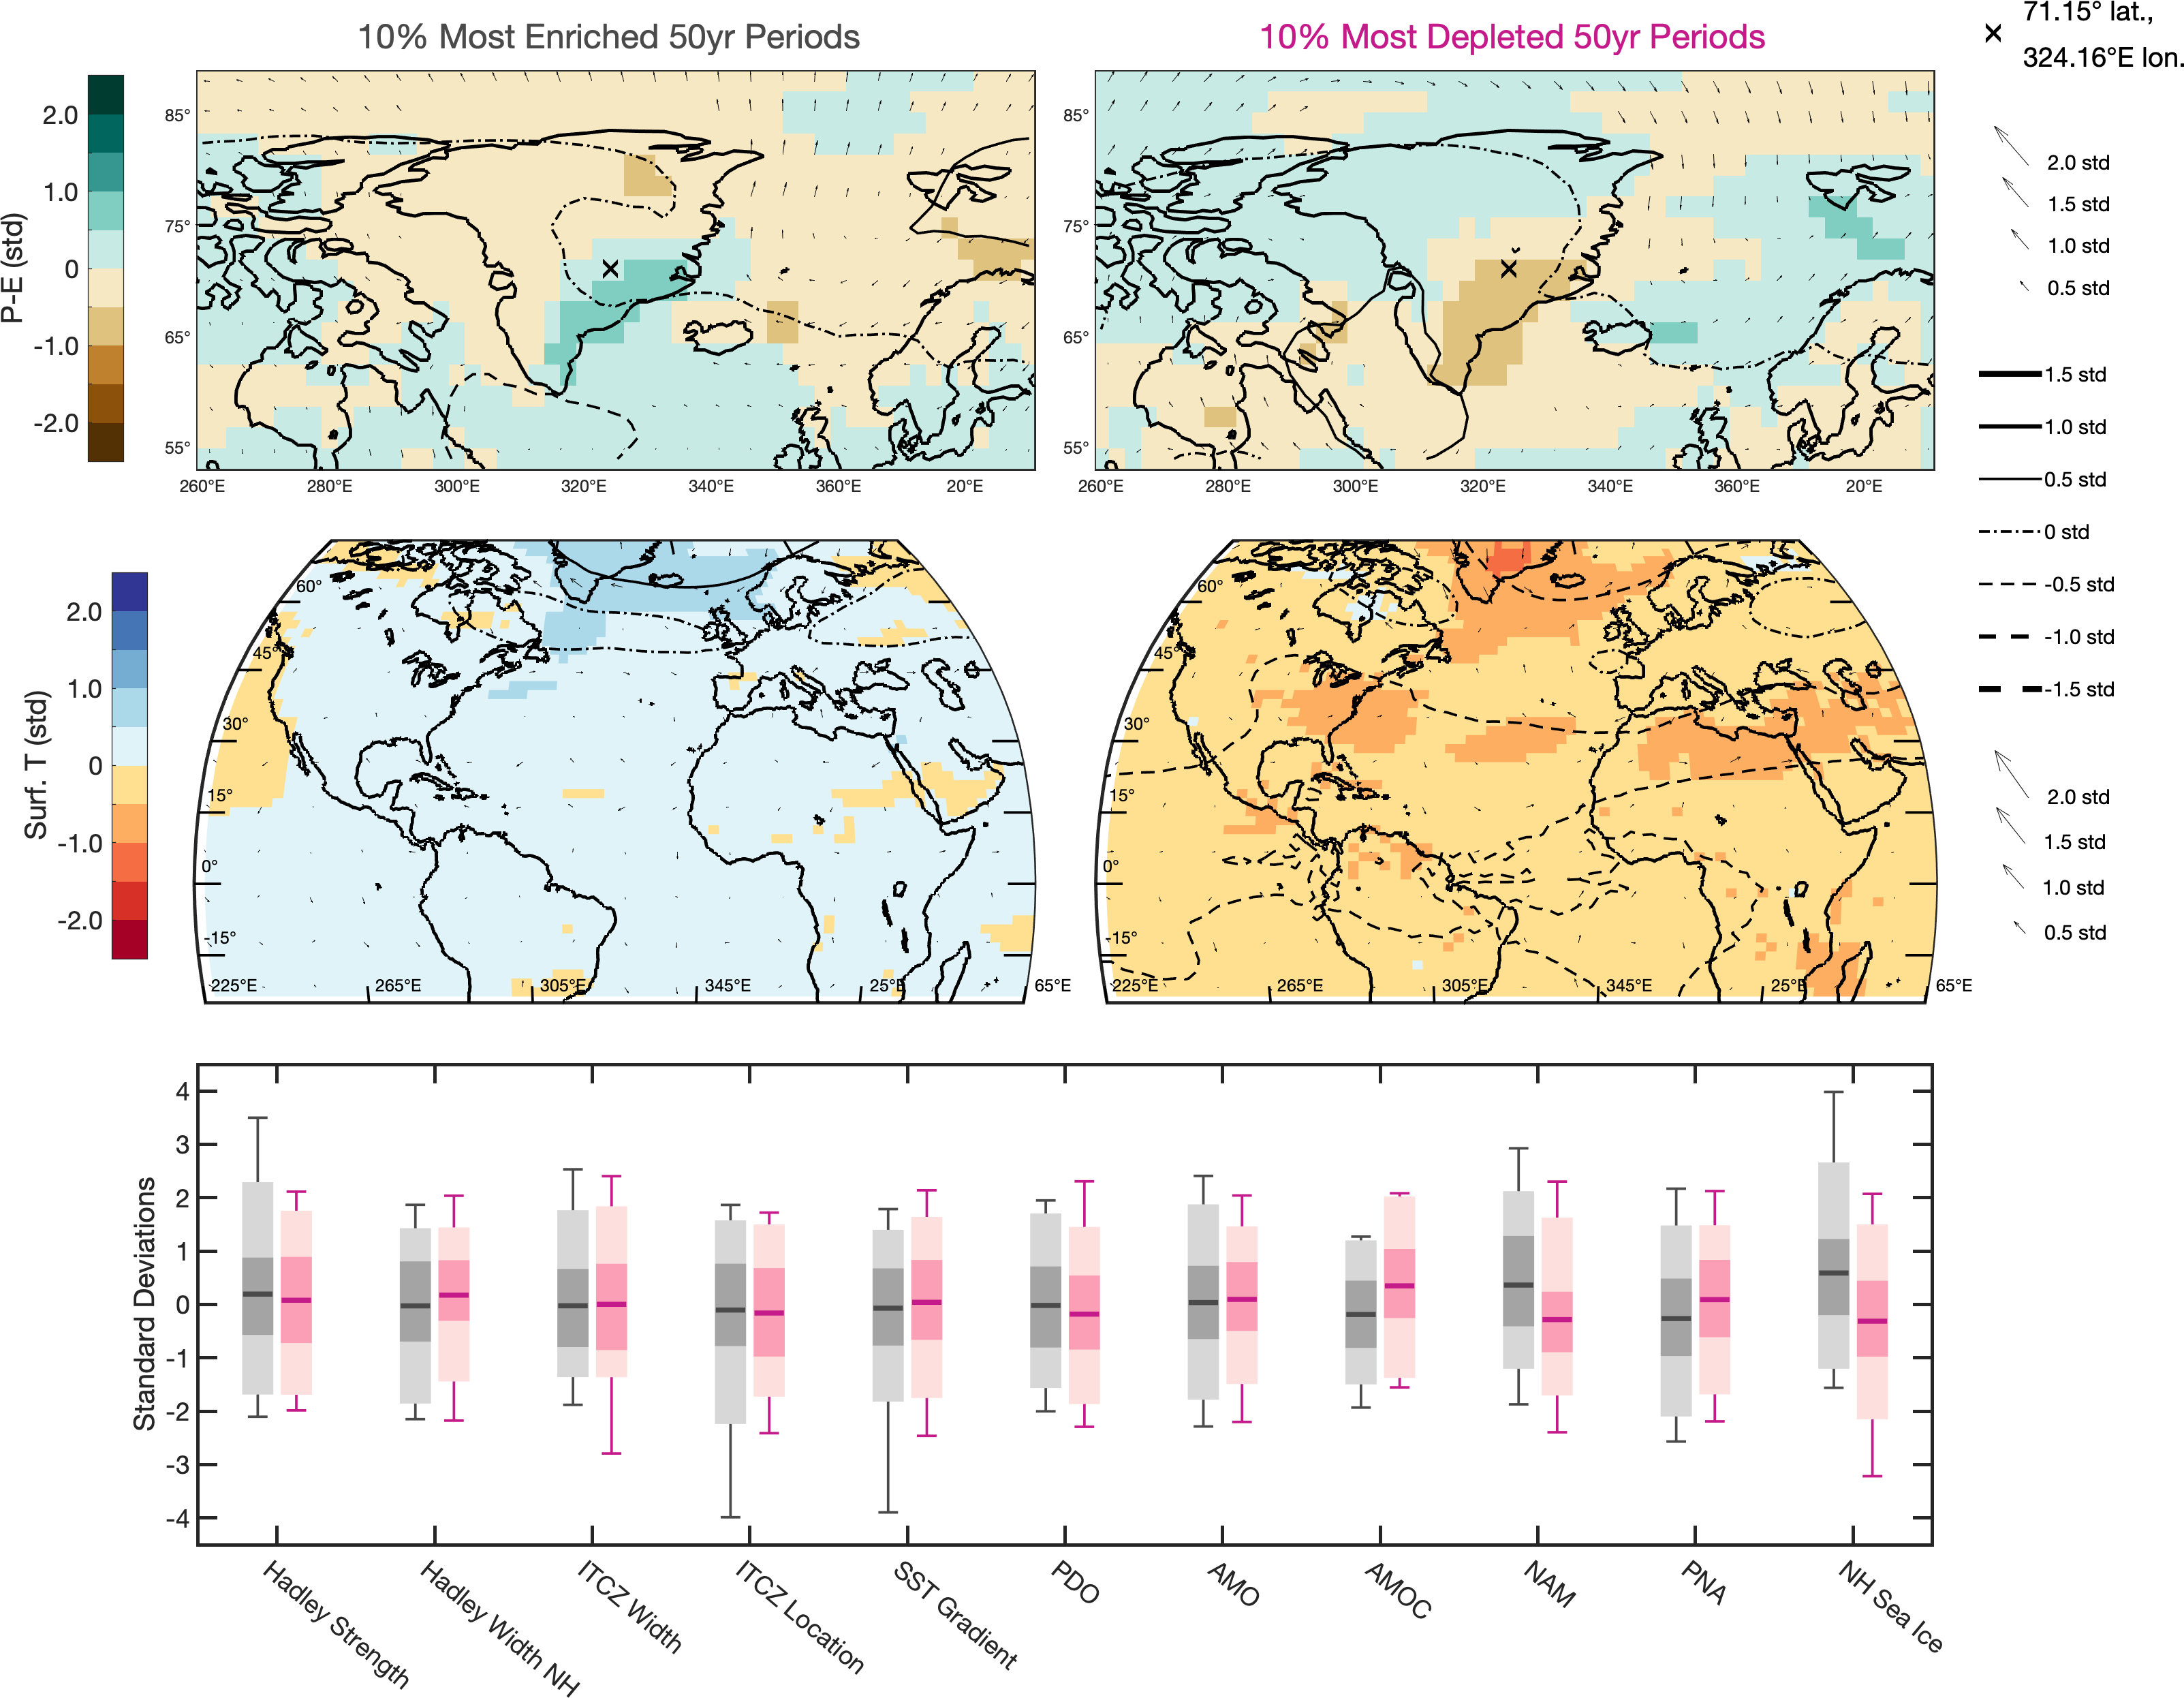 10% Most Enriched 50yr Periods
10% Most Depleted 50yr Periods
71.15° lat.,
324.16°E lon.
P-E (std)
2.0
1.0
0
-1.0
-2.0
85°
75°
65°
55°
260°E
280°E
300°E
320°E
340°E
360°E
20°E
85°
75°
65°
55°
260°E
280°E
300°E
320°E
340°E
360°E
20°E
2.0 std
1.5 std
1.0 std
0.5 std
1.5 std
1.0 std
0.5 std
0 std
-0.5 std
-1.0 std
-1.5 std
Surf. T (std)
2.0
1.0
0
-1.0
-2.0
60°
45°
30°
15°
0°
-15°
225°E
265°E
305°E
345°E
25°E
65°E
60°
45°
30°
15°
0°
-15°
225°E
265°E
305°E
345°E
25°E
65°E
2.0 std
1.5 std
1.0 std
0.5 std
Standard Deviations
4
3
2
1
0
-1
-2
-3
-4
Hadley Strength
Hadley Width NH
ITCZ Width
ITCZ Location
SST Gradient
PDO
AMO
AMOC
NAM
PNA
NH Sea Ice